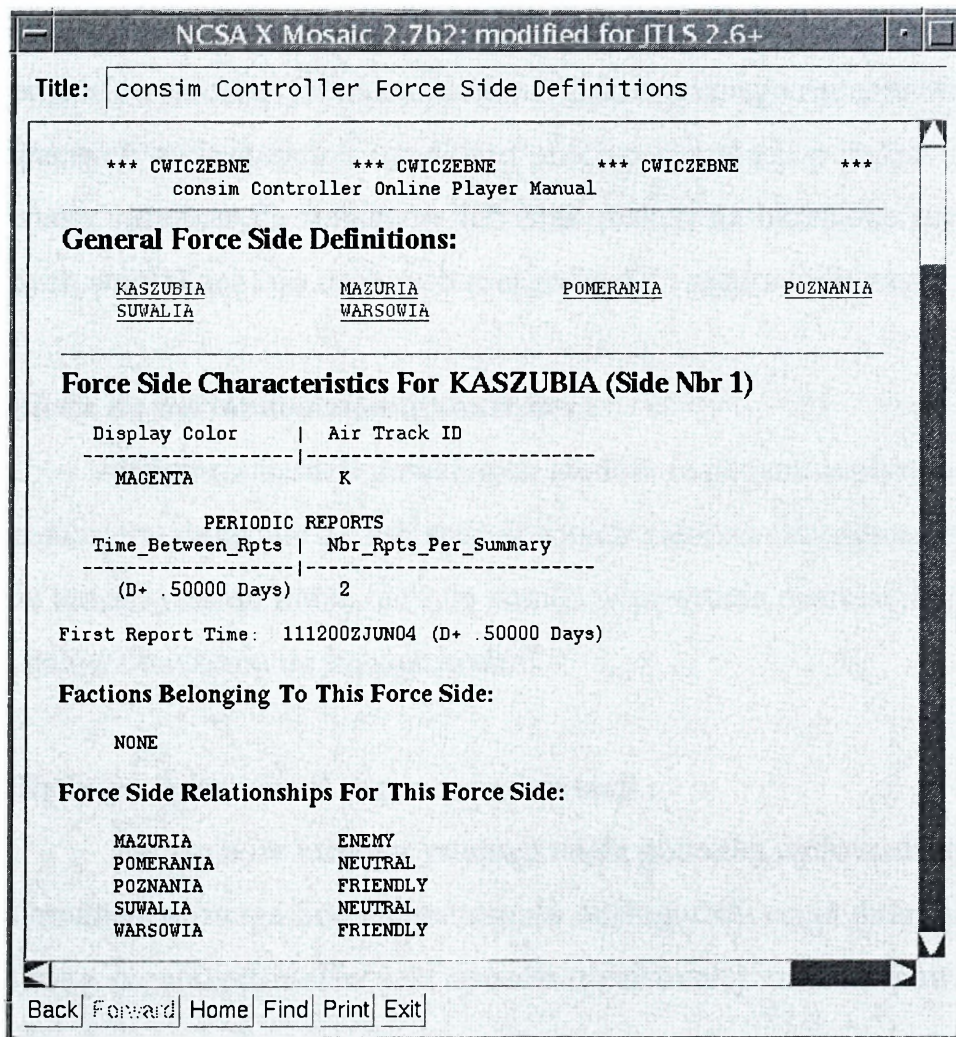 NCSA X Mosaic 2.7b2: modified for JTLS 2.6+
Title: consim Controller Force Side Definitions
*** CWICZEBNE *** CWICZEBNE *** CWICZEBNE ***
consim Controller Online Player Manual
General Force Side Definitions:
KASZUBIA MAZURIA POMERANIA POZNANIA
SUWALIA WARSOWIA
Force Side Characteristics For KASZUBIA (Side Nbr 1)
Display Color | Air Track ID
-------------------|--------------------------
MAGENTA K
PERIODIC REPORTS
Time_Between_Rpts | Nbr_Rpts_Per_Summary
-------------------|--------------------------
(D+ .50000 Days) 2
First Report Time: 111200ZJUN04 (D+ .50000 Days)
Factions Belonging To This Force Side:
NONE
Force Side Relationships For This Force Side:
MAZURIA ENEMY
POMERANIA NEUTRAL
POZNANIA FRIENDLY
SUWALIA NEUTRAL
WARSOWIA FRIENDLY
Back Forward Home Find Print Exit